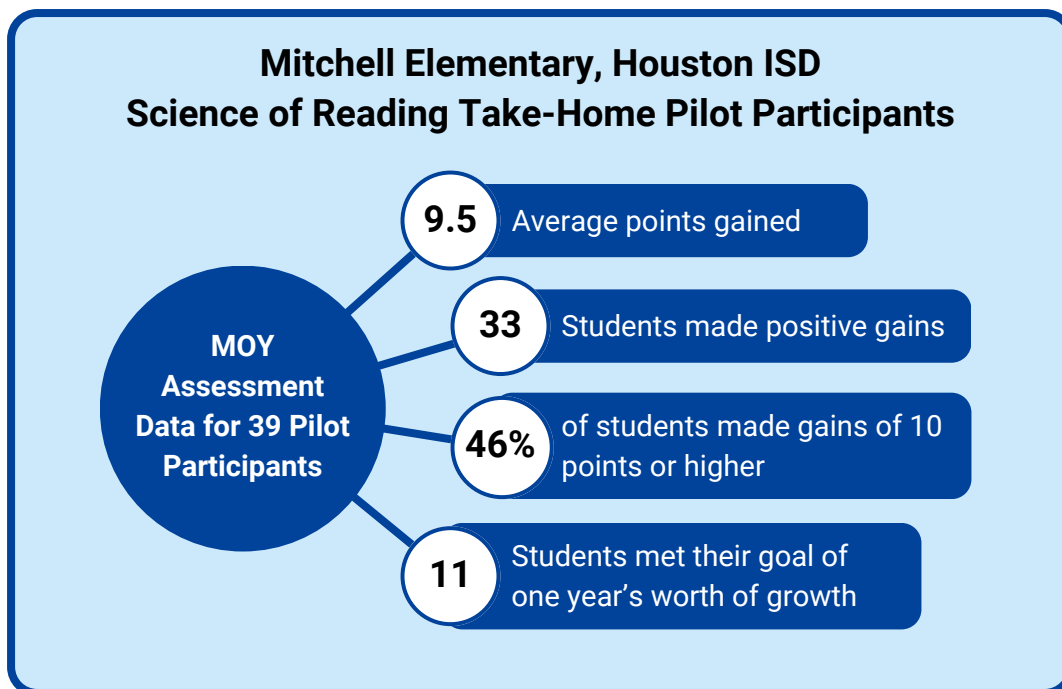 Mitchell Elementary, Houston ISD
Science of Reading Take-Home Pilot Participants
MOY
Assessment
Data for 39 Pilot
Participants
9.5
Average points gained
33
Students made positive gains
46%
of students made gains of 10
points or higher
11
Students met their goal of
one year’s worth of growth